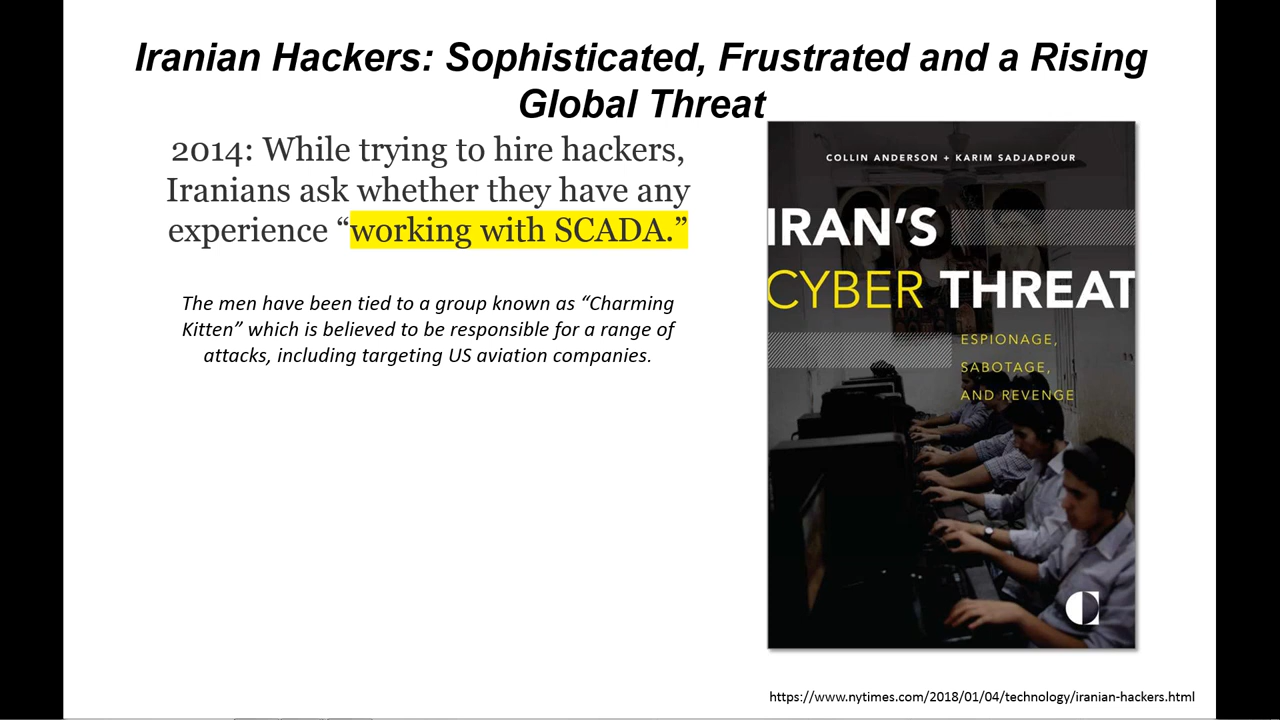 Iranian Hackers: Sophisticated, Frustrated and a Rising
Global Threat
2014: While trying to hire hackers,
Iranians ask whether they have any
experience “working with SCADA.”
The men have been tied to a group known as “Charming
Kitten” which is believed to be responsible for a range of
attacks, including targeting US aviation companies.
COLLIN ANDERSON + KARIM SADJADPOUR
IRAN’S
CYBER THREAT
ESPIONAGE,
SABOTAGE,
AND REVENGE
https://www.nytimes.com/2018/01/04/technology/iranian-hackers.html